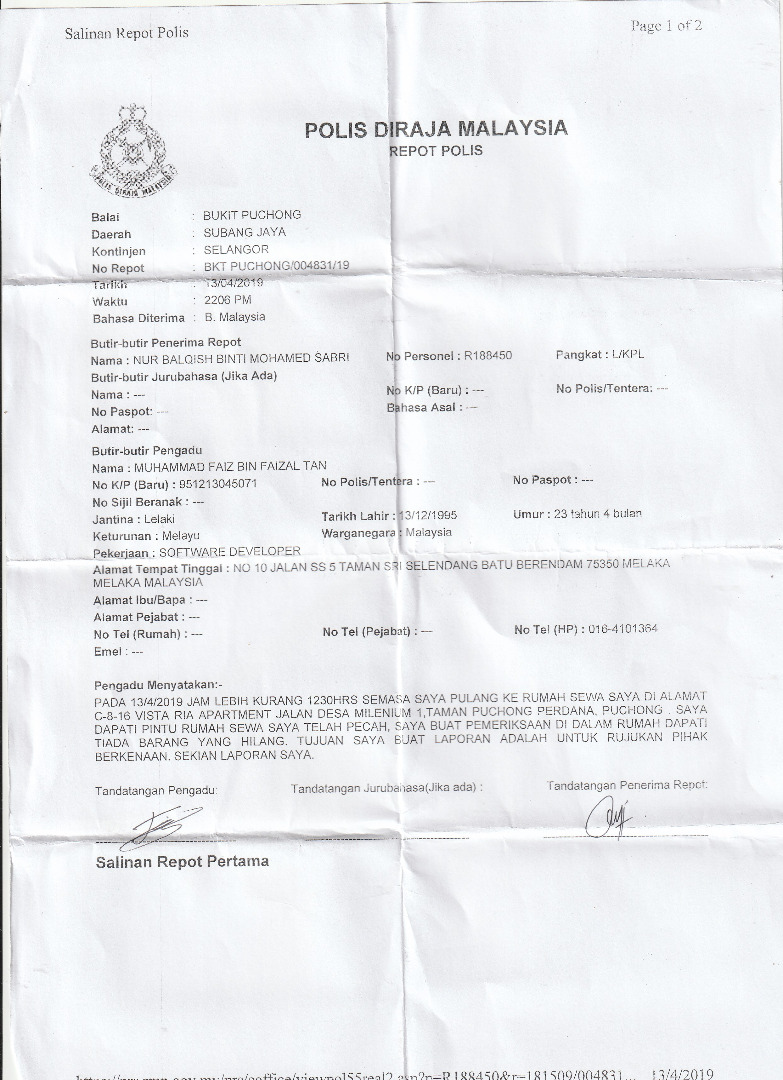 Salinan Repot Polis
Page 1 of 2
POLIS DIRAJA MALAYSIA
REPOT POLIS
POLIS DIRAJA MALAYSIA
Balai : BUKIT PUCHONG
Daerah : SUBANG JAYA
Kontinjen : SELANGOR
No Repot : BKT PUCHONG/004831/19
Tarikh : 13/04/2019
Waktu : 2206 PM
Bahasa Diterima : B. Malaysia
Butir-butir Penerima Repot
Nama : NUR BALQISH BINTI MOHAMED SABRI No Personel : R188450 Pangkat : L/KPL
Butir-butir Jurubahasa (Jika Ada)
Nama : --- No K/P (Baru) : --- No Polis/Tentera: ---
No Paspot: --- Bahasa Asal : ---
Alamat: ---
Butir-butir Pengadu
Nama : MUHAMMAD FAIZ BIN FAIZAL TAN
No K/P (Baru) : 951213045071 No Polis/Tentera : --- No Paspot : ---
No Sijil Beranak : ---
Jantina : Lelaki Tarikh Lahir : 13/12/1995 Umur : 23 tahun 4 bulan
Keturunan : Melayu Warganegara : Malaysia
Pekerjaan : SOFTWARE DEVELOPER
Alamat Tempat Tinggal : NO 10 JALAN SS 5 TAMAN SRI SELENDANG BATU BERENDAM 75350 MELAKA
MELAKA MALAYSIA
Alamat Ibu/Bapa : ---
Alamat Pejabat : ---
No Tel (Rumah) : --- No Tel (Pejabat) : --- No Tel (HP) : 016-4101364
Emel : ---
Pengadu Menyatakan:-
PADA 13/4/2019 JAM LEBIH KURANG 1230HRS SEMASA SAYA PULANG KE RUMAH SEWA SAYA DI ALAMAT
C-8-16 VISTA RIA APARTMENT JALAN DESA MILENIUM 1,TAMAN PUCHONG PERDANA, PUCHONG . SAYA
DAPATI PINTU RUMAH SEWA SAYA TELAH PECAH, SAYA BUAT PEMERIKSAAN DI DALAM RUMAH DAPATI
TIADA BARANG YANG HILANG. TUJUAN SAYA BUAT LAPORAN ADALAH UNTUK RUJUKAN PIHAK
BERKENAAN. SEKIAN LAPORAN SAYA.
Tandatangan Pengadu: Tandatangan Jurubahasa(Jika ada) : Tandatangan Penerima Repot:
Salinan Repot Pertama
13/4/2019